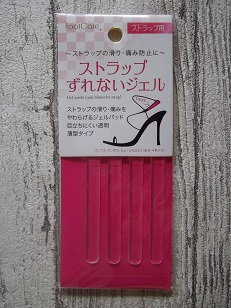 FootCare
ストラップ用
〜ストラップの滑り・痛み防止に〜
ストラップ
ずれないジェル
ストラップの滑り・痛みを
やわらげるジェルパッド
目立ちにくい透明
薄型タイプ